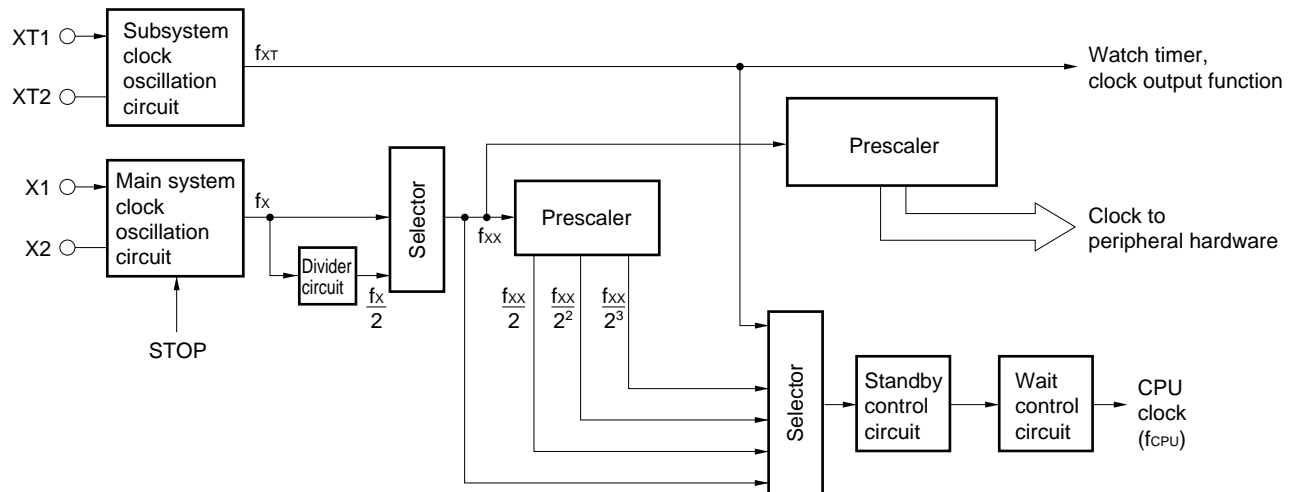 XT1
XT2
Subsystem
clock
oscillation
circuit
fXT
Watch timer,
clock output function
Prescaler
Clock to
peripheral hardware
X1
X2
Main system
clock
oscillation
circuit
STOP
fX
Divider
circuit
fX
2
Selector
fXX
Prescaler
fXX
2
fXX
2²
fXX
2³
Selector
Standby
control
circuit
Wait
control
circuit
CPU
clock
(fCPU)